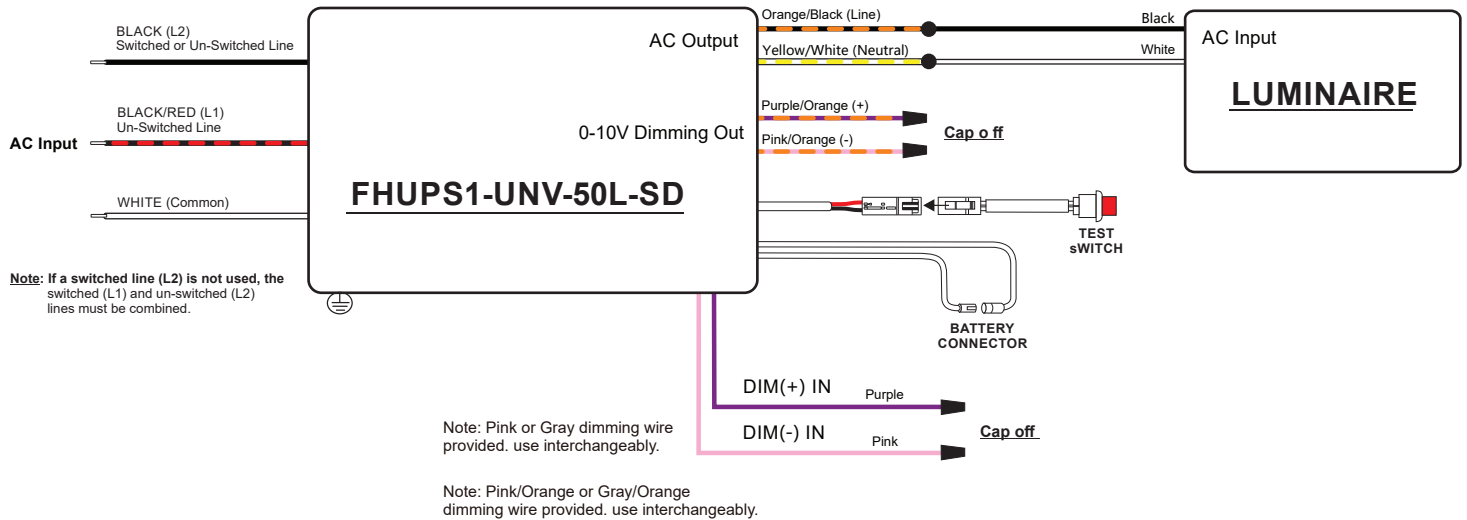 BLACK (L2)
Switched or Un-Switched Line
BLACK/RED (L1)
Un-Switched Line
AC Input
WHITE (Common)
Note: If a switched line (L2) is not used, the
switched (L1) and un-switched (L2)
lines must be combined.
AC Output
0-10V Dimming Out
FHUPS1-UNV-50L-SD
Orange/Black (Line)
Yellow/White (Neutral)
Purple/Orange (+)
Pink/Orange (-)
Cap o ff
Black
White
AC Input
LUMINAIRE
TEST
sWITCH
BATTERY
CONNECTOR
DIM(+) IN
Purple
DIM(-) IN
Pink
Cap off
Note: Pink or Gray dimming wire
provided. use interchangeably.
Note: Pink/Orange or Gray/Orange
dimming wire provided. use interchangeably.